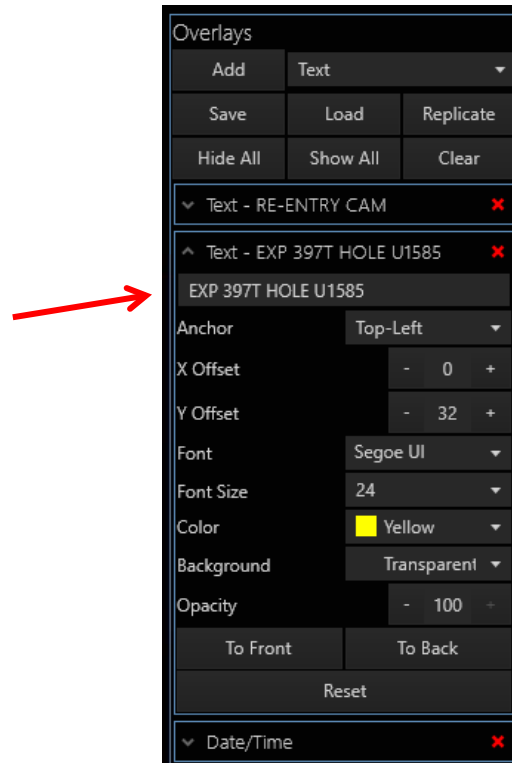 Overlays
Add Text
Save Load Replicate
Hide All Show All Clear
Text - RE-ENTRY CAM
Text - EXP 397T HOLE U1585
EXP 397T HOLE U1585
Anchor Top-Left
X Offset - 0 +
Y Offset - 32 +
Font Segoe UI
Font Size 24
Color Yellow
Background Transparent
Opacity - 100 +
To Front To Back
Reset
Date/Time